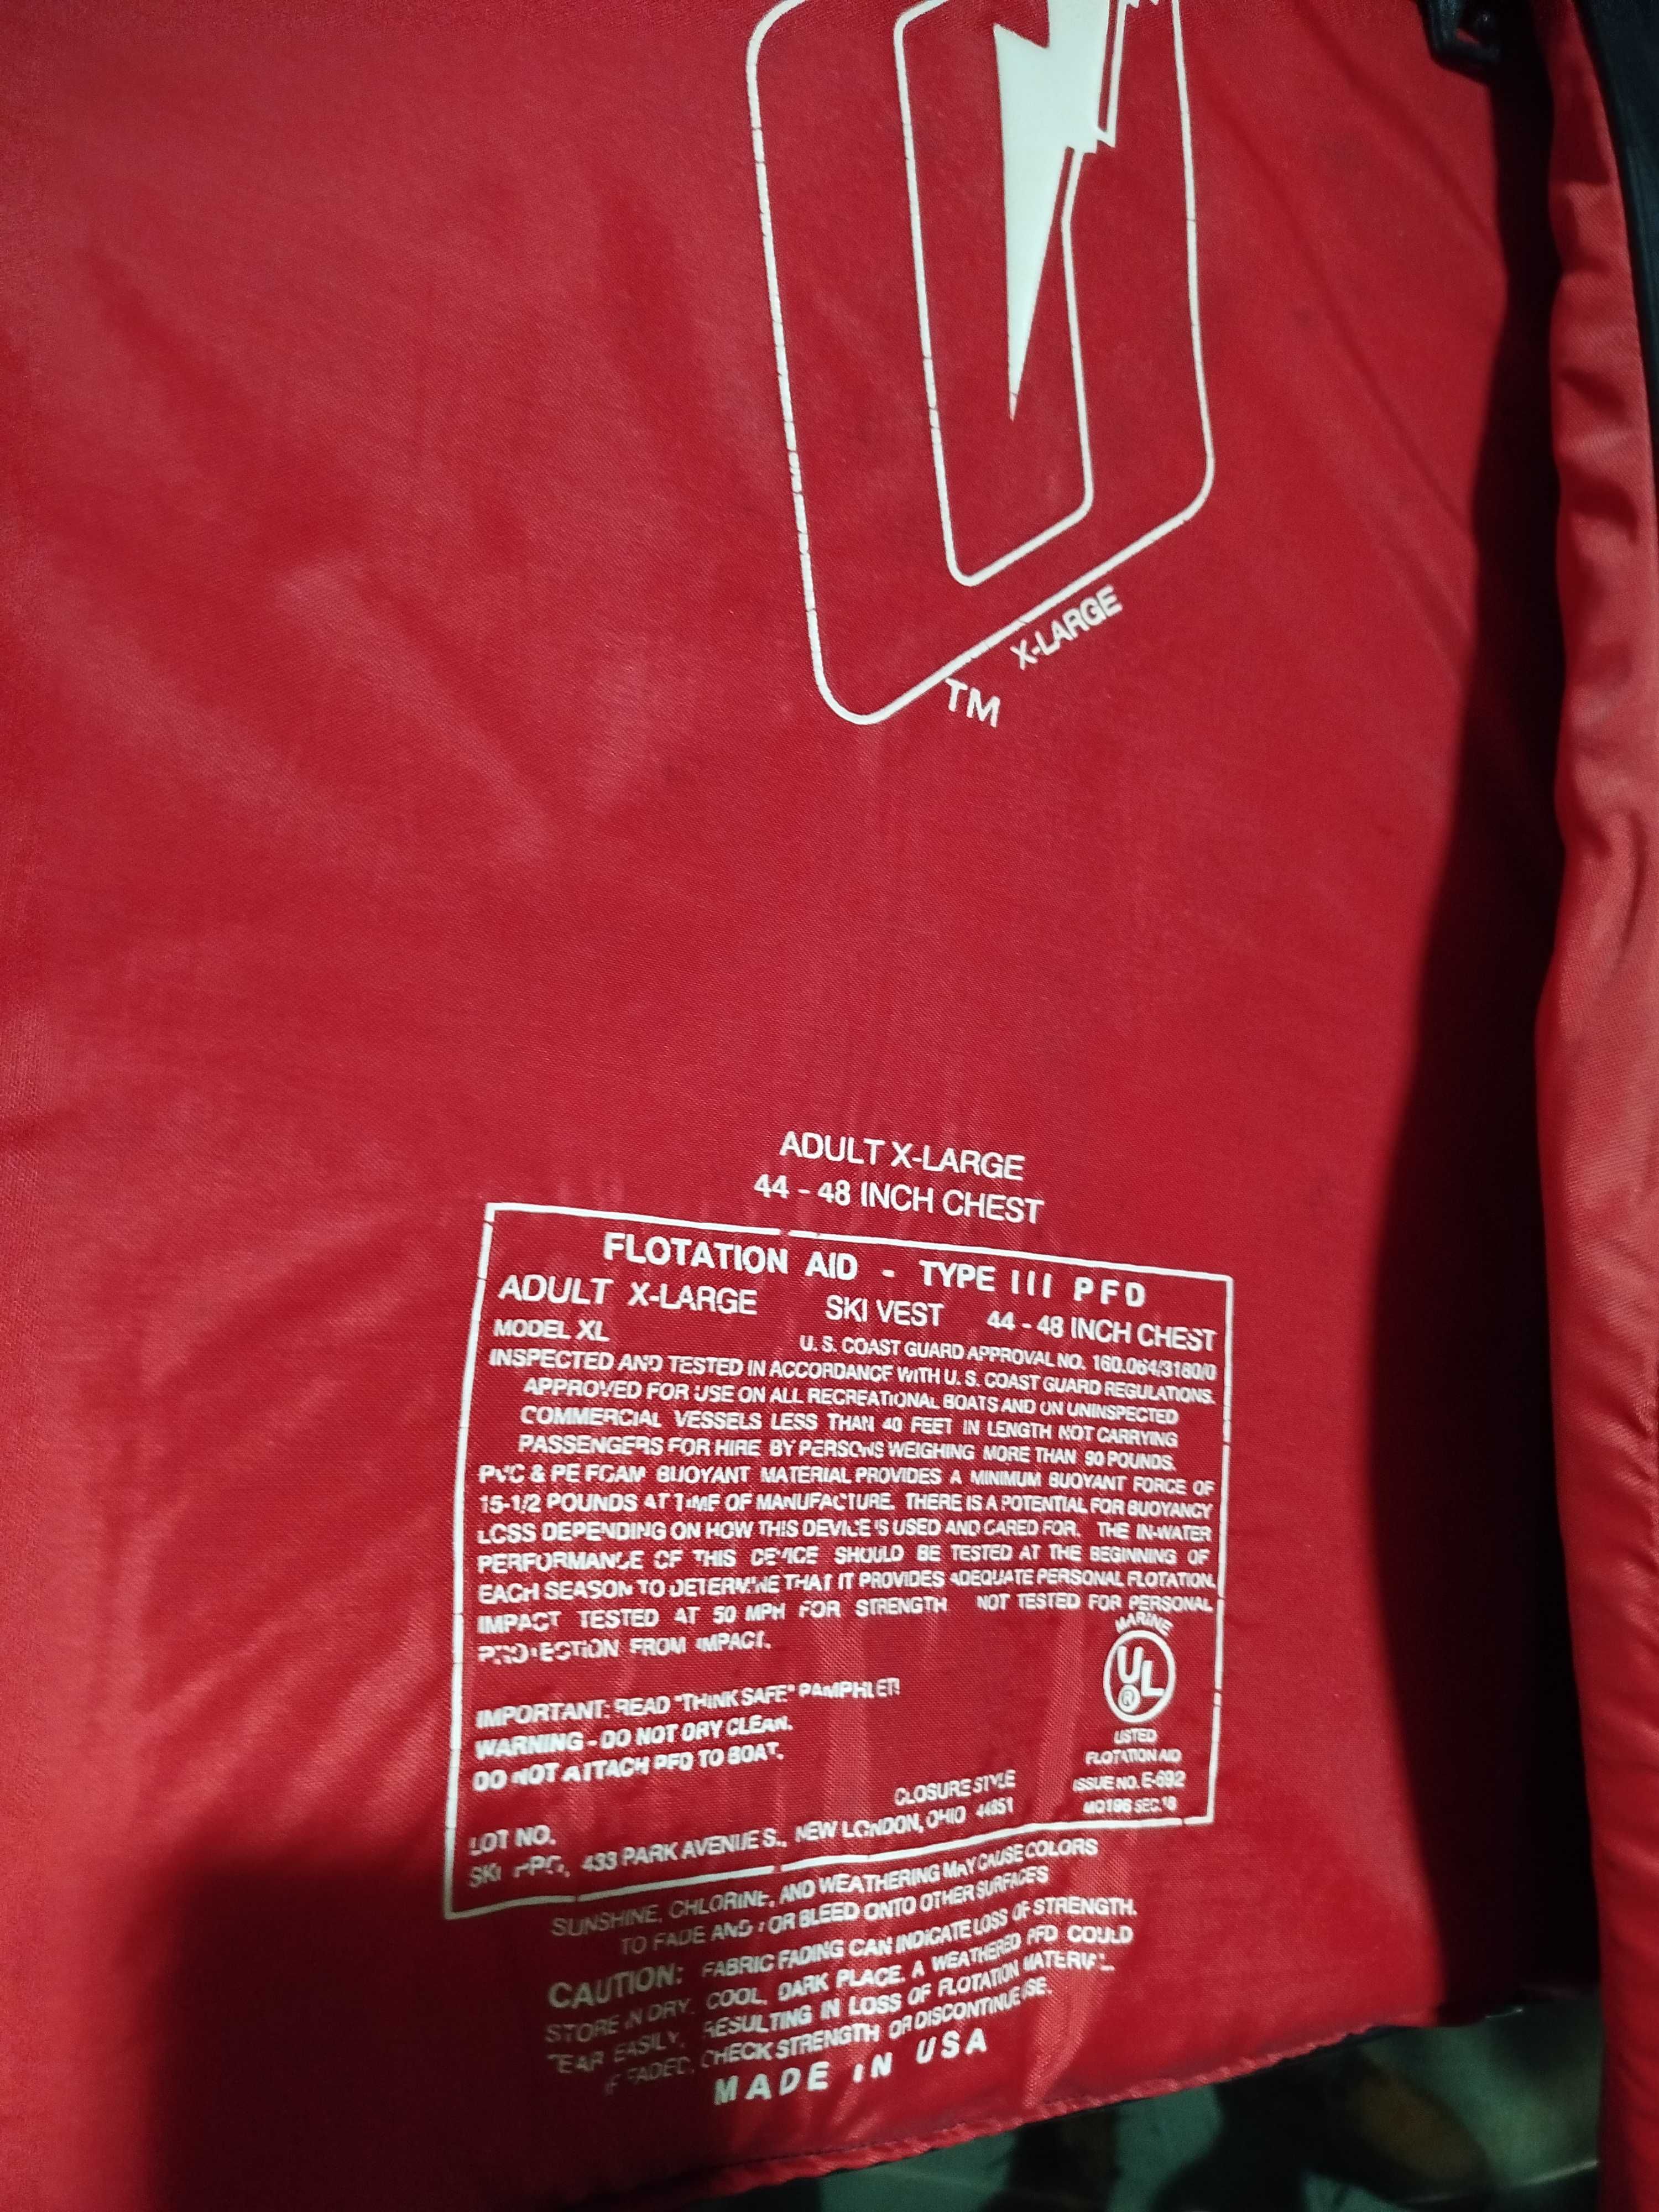 X-LARGE
TM
ADULT X-LARGE
44 - 48 INCH CHEST
FLOTATION AID - TYPE III PFD
ADULT X-LARGE SKI VEST 44 - 48 INCH CHEST
MODEL XL U. S. COAST GUARD APPROVAL NO. 160.064/3180/0
INSPECTED AND TESTED IN ACCORDANCE WITH U. S. COAST GUARD REGULATIONS.
APPROVED FOR USE ON ALL RECREATIONAL BOATS AND ON UNINSPECTED
COMMERCIAL VESSELS LESS THAN 40 FEET IN LENGTH NOT CARRYING
PASSENGERS FOR HIRE BY PERSONS WEIGHING MORE THAN 90 POUNDS.
PVC & PE FOAM BUOYANT MATERIAL PROVIDES A MINIMUM BUOYANT FORCE OF
15-1/2 POUNDS AT TIME OF MANUFACTURE. THERE IS A POTENTIAL FOR BUOYANCY
LOSS DEPENDING ON HOW THIS DEVICE IS USED AND CARED FOR. THE IN-WATER
PERFORMANCE OF THIS DEVICE SHOULD BE TESTED AT THE BEGINNING OF
EACH SEASON TO DETERMINE THAT IT PROVIDES ADEQUATE PERSONAL FLOTATION.
IMPACT TESTED AT 50 MPH FOR STRENGTH NOT TESTED FOR PERSONAL
PROTECTION FROM IMPACT.
MARINE
UL
®
LISTED
FLOTATION AID
ISSUE NO. E-692
MQ196 SEC.18
IMPORTANT: READ "THINK SAFE" PAMPHLET!
WARNING - DO NOT DRY CLEAN.
DO NOT ATTACH PFD TO BOAT.
CLOSURE STYLE
LOT NO.
SKI 433 PARK AVENUE S., NEW LONDON, OHIO 44851
SUNSHINE, CHLORINE, AND WEATHERING MAY CAUSE COLORS
TO FADE AND / OR BLEED ONTO OTHER SURFACES
CAUTION: FABRIC FADING CAN INDICATE LOSS OF STRENGTH.
STORE IN DRY, COOL, DARK PLACE. A WEATHERED PFD COULD
TEAR EASILY, RESULTING IN LOSS OF FLOTATION MATERIAL.
IF FADED, CHECK STRENGTH OR DISCONTINUE USE.
MADE IN USA